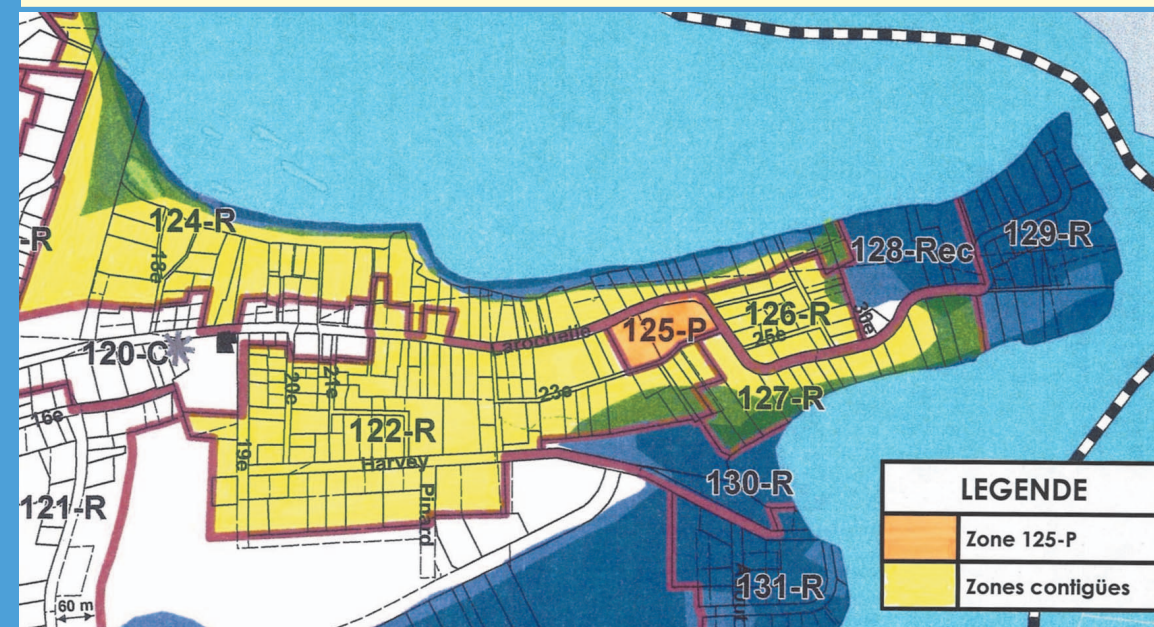 124-R
-R
18e
128-Rec
129-R
126-R
125-P
Larochelle
25e
30e
120-C
20e
21e
23e
127-R
16e
122-R
19e
Harvey
130-R
121-R
Pinard
131-R
60 m
LEGENDE
Zone 125-P
Zones contigües